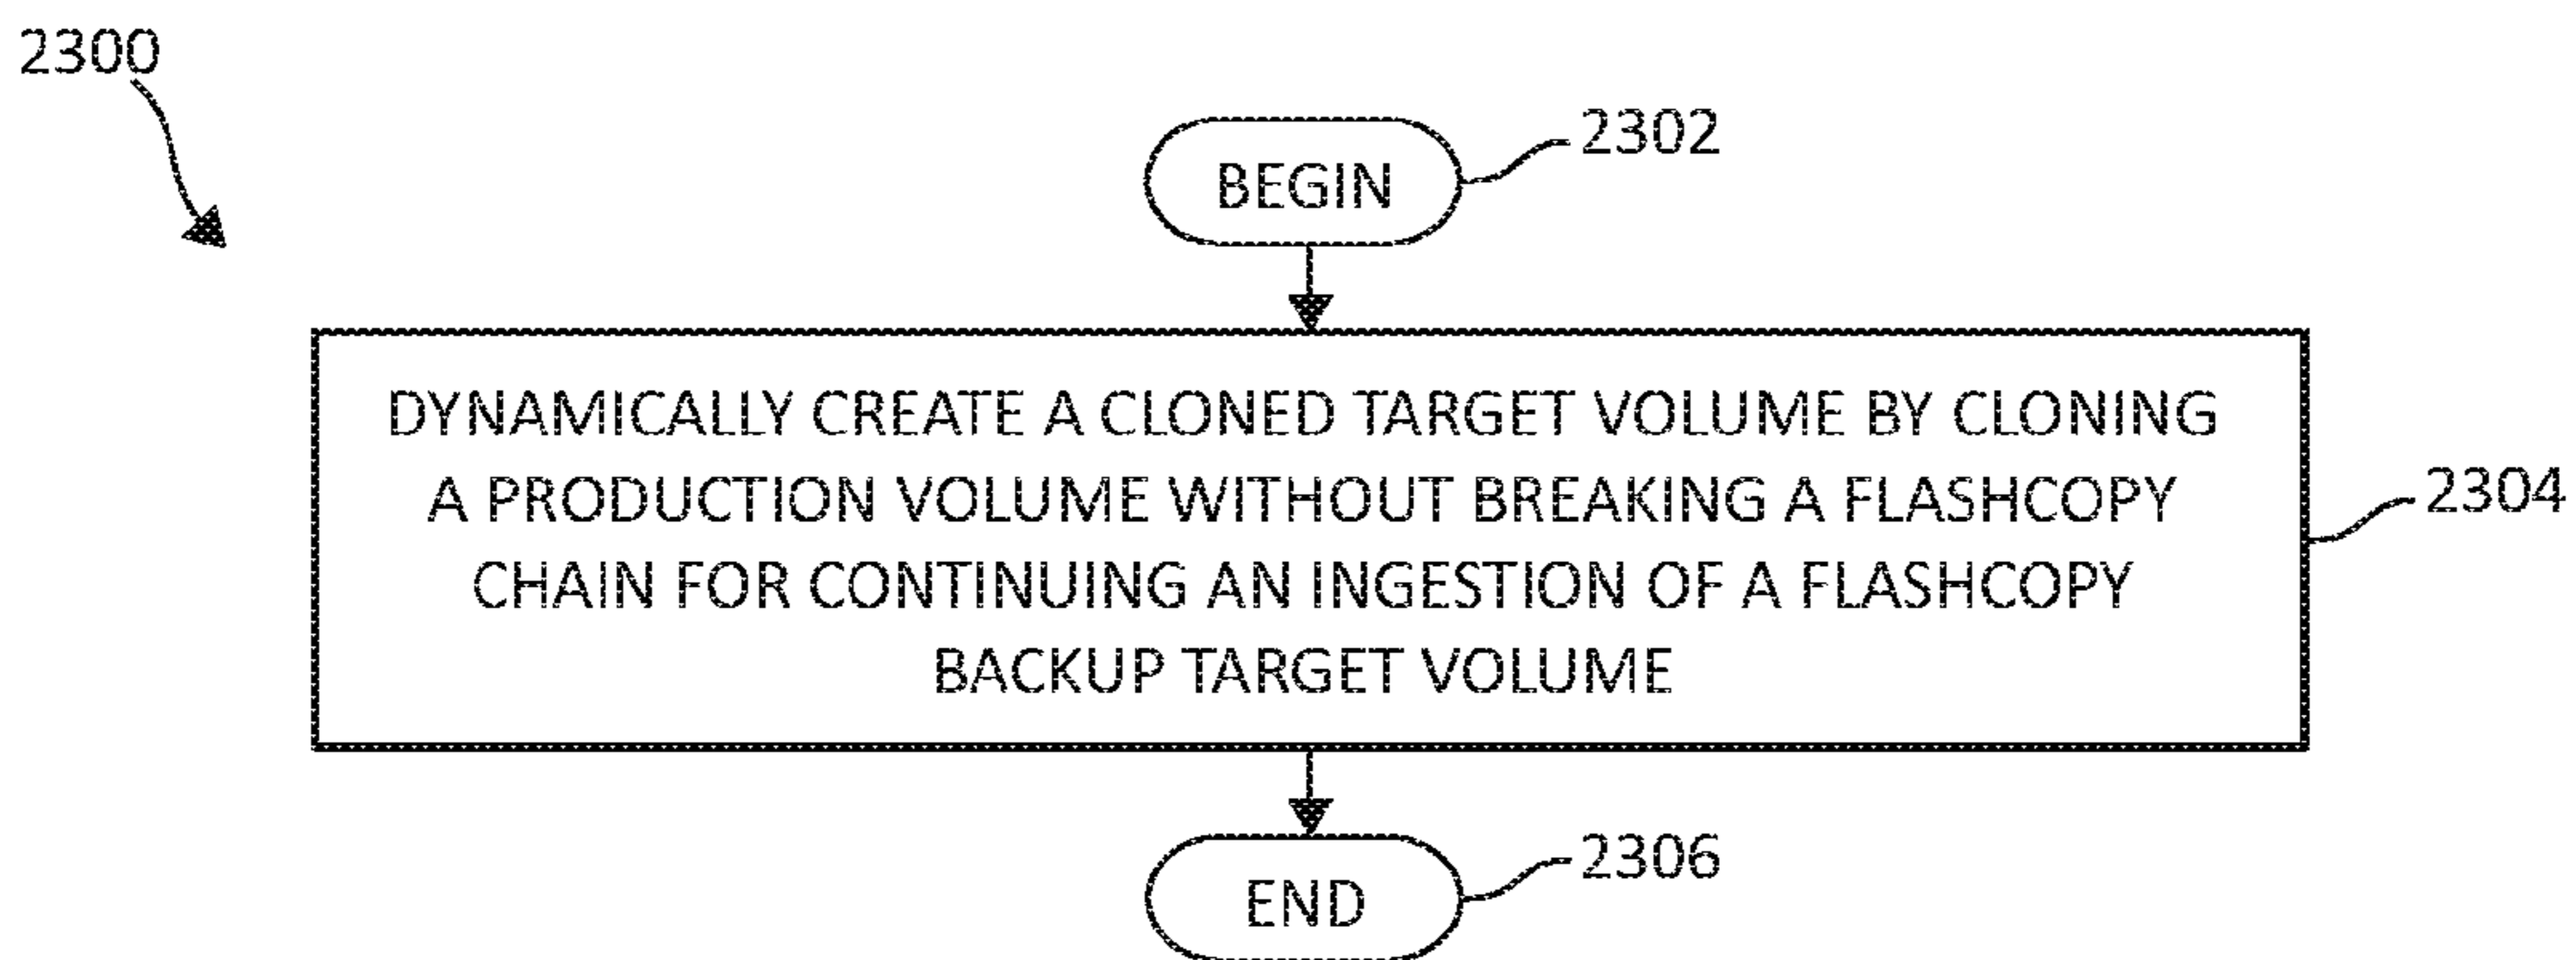 2300
BEGIN
2302
DYNAMICALLY CREATE A CLONED TARGET VOLUME BY CLONING
A PRODUCTION VOLUME WITHOUT BREAKING A FLASHCOPY
CHAIN FOR CONTINUING AN INGESTION OF A FLASHCOPY
BACKUP TARGET VOLUME
2304
END
2306